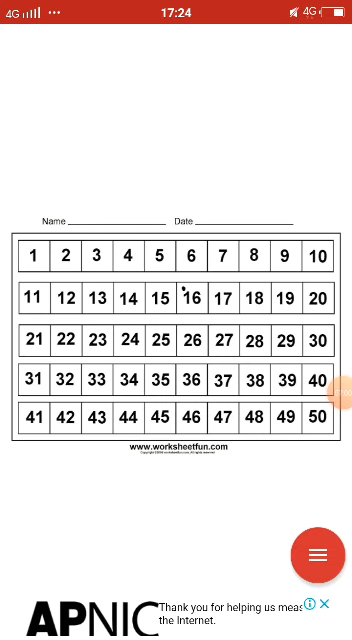 4G 17:24 4G
Name Date
1 2 3 4 5 6 7 8 9 10
11 12 13 14 15 16 17 18 19 20
21 22 23 24 25 26 27 28 29 30
31 32 33 34 35 36 37 38 39 40
41 42 43 44 45 46 47 48 49 50
www.worksheetfun.com
APNIC
Thank you for helping us meas
the Internet.